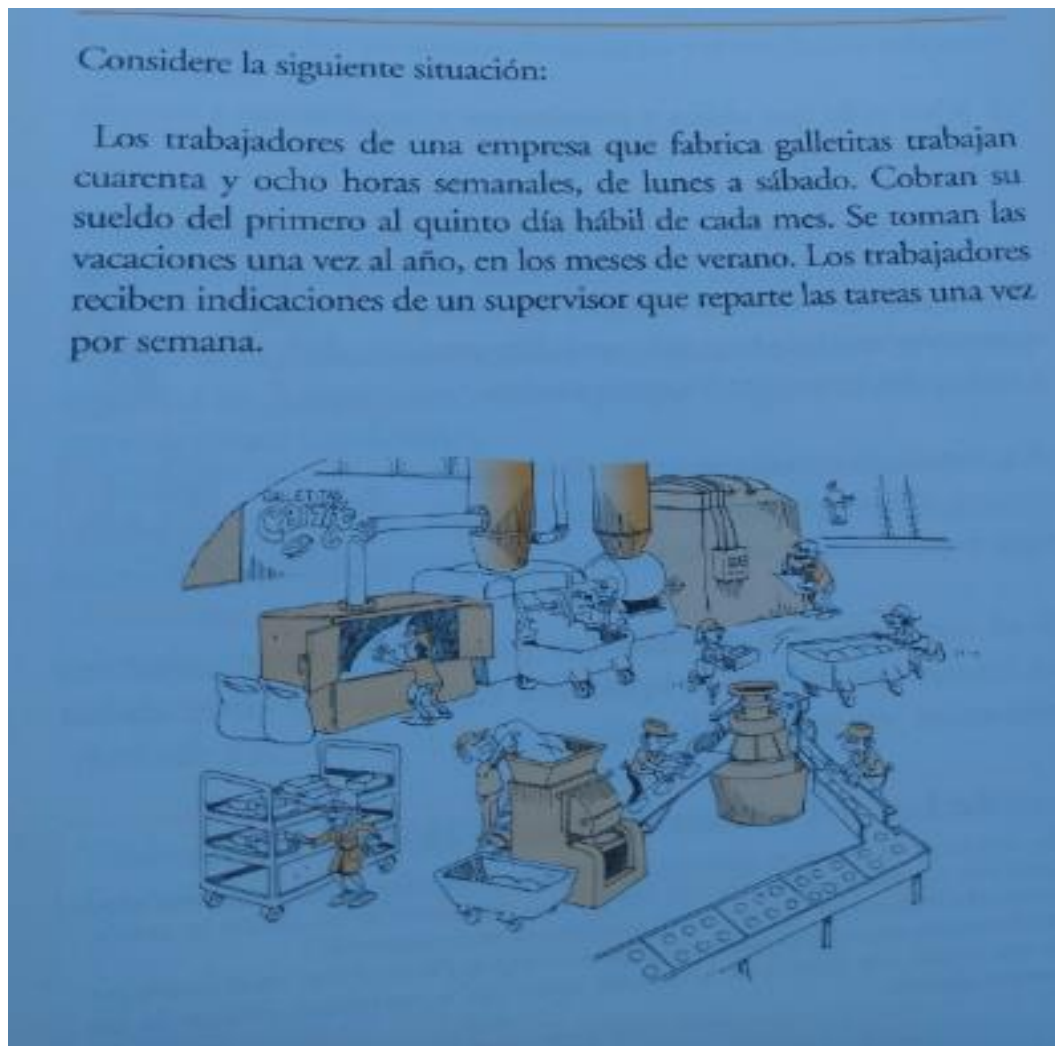 Considere la siguiente situación:
Los trabajadores de una empresa que fabrica galletitas trabajan
cuarenta y ocho horas semanales, de lunes a sábado. Cobran su
sueldo del primero al quinto día hábil de cada mes. Se toman las
vacaciones una vez al año, en los meses de verano. Los trabajadores
reciben indicaciones de un supervisor que reparte las tareas una vez
por semana.
GALLETITAS